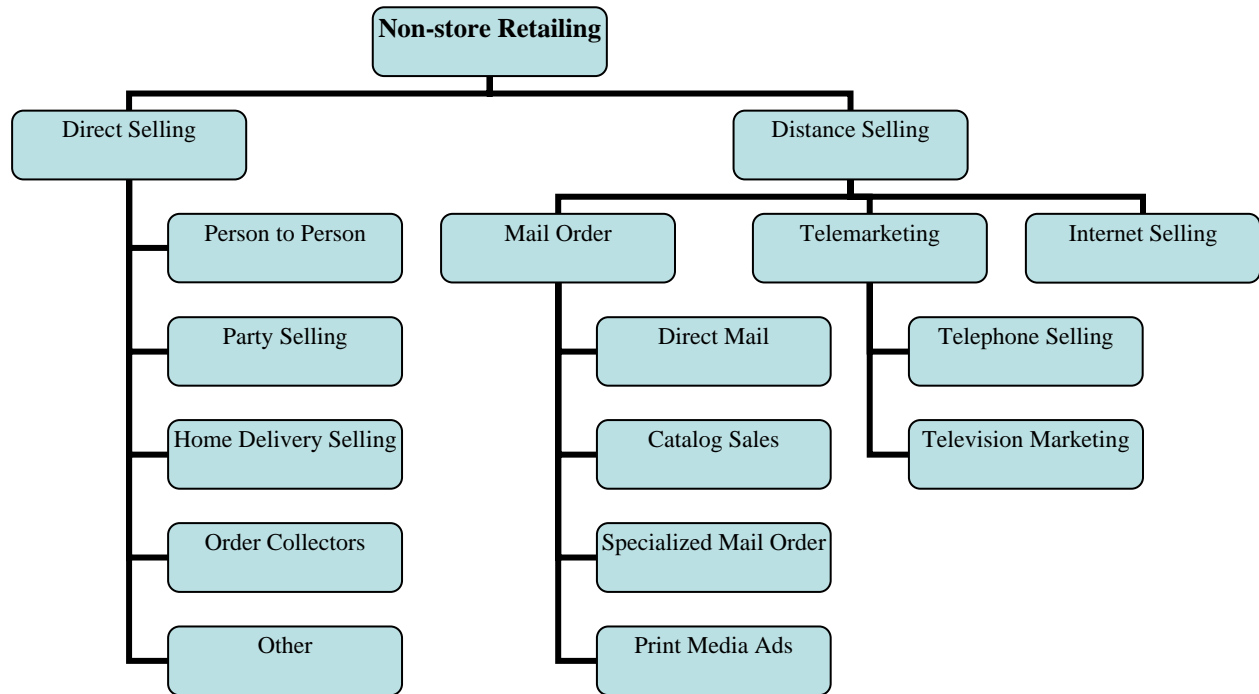 Non-store Retailing
Direct Selling
Distance Selling
Person to Person
Mail Order
Telemarketing
Internet Selling
Party Selling
Direct Mail
Telephone Selling
Home Delivery Selling
Catalog Sales
Television Marketing
Order Collectors
Specialized Mail Order
Other
Print Media Ads